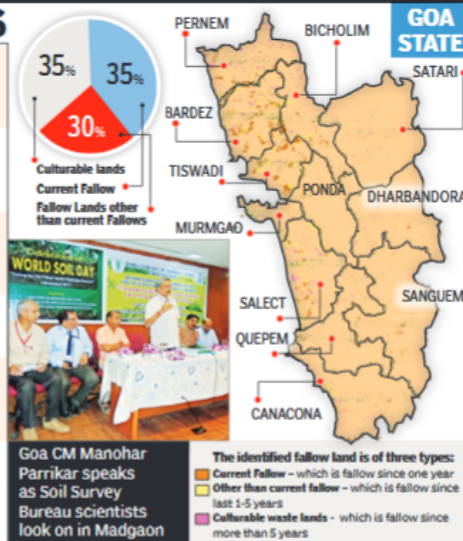 S
35%
35%
30%
Culturable lands
Current Fallow
Fallow Lands other
than current Fallows
GOA
STATE
PERNEM
BICHOLIM
SATARI
BARDEZ
TISWADI
PONDA
DHARBANDORA
MURMGAO
SALECT
SANGUEM
QUEPEM
CANACONA
WORLD SOIL DAY
Goa CM Manohar
Parrikar speaks
as Soil Survey
Bureau scientists
look on in Madgaon
The identified fallow land is of three types:
Current Fallow – which is fallow since one year
Other than current fallow – which is fallow since
last 1-5 years
Culturable waste lands - which is fallow since
more than 5 years